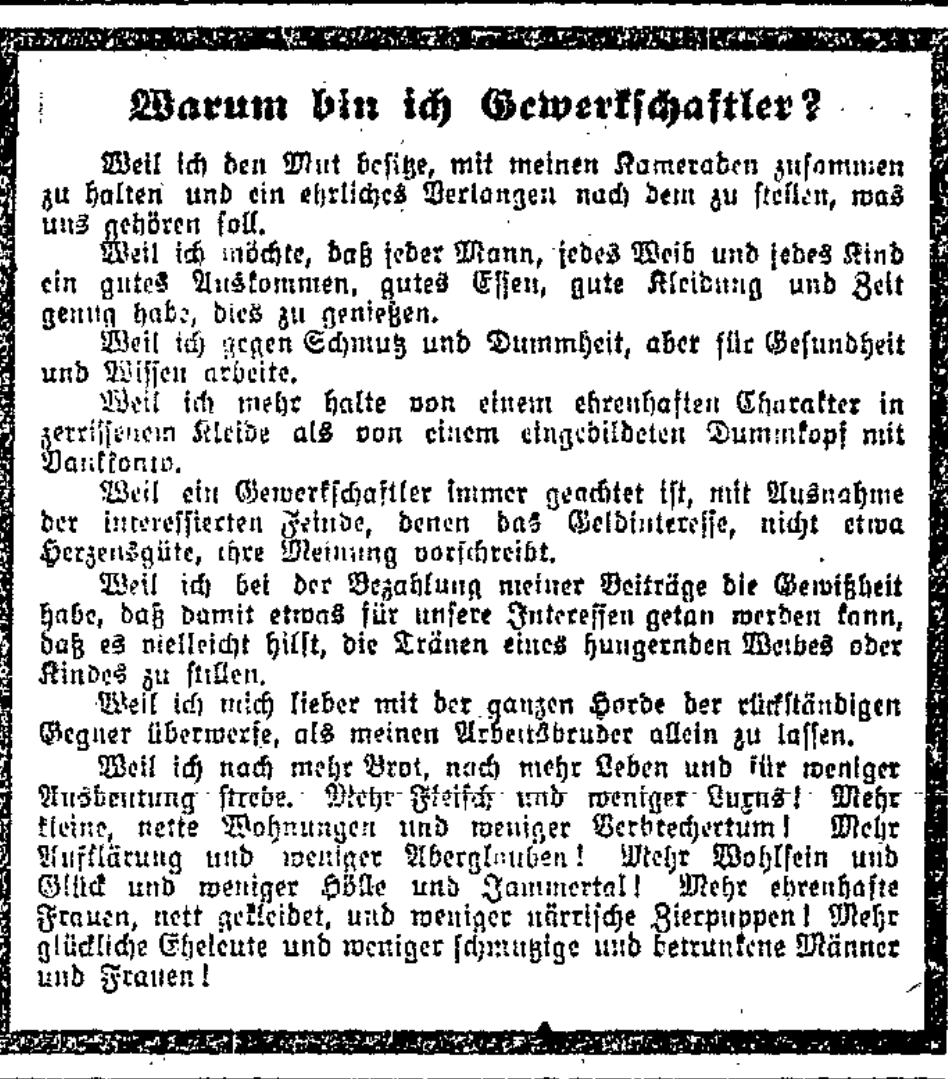 Warum bin ich Gewerkschaftler?
Weil ich den Mut besitze, mit meinen Kameraden zusammen
zu halten und ein ehrliches Verlangen nach dem zu stellen, was
uns gehören soll.
Weil ich möchte, daß jeder Mann, jedes Weib und jedes Kind
ein gutes Auskommen, gutes Essen, gute Kleidung und Zeit
genug habe, dies zu genießen.
Weil ich gegen Schmutz und Dummheit, aber für Gesundheit
und Wissen arbeite.
Weil ich mehr halte von einem ehrenhaften Charakter in
zerrissenem Kleide als von einem eingebildeten Dummkopf mit
Bankkonto.
Weil ein Gewerkschaftler immer geachtet ist, mit Ausnahme
der interessierten Feinde, denen das Geldinteresse, nicht etwa
Herzensgüte, ihre Meinung vorschreibt.
Weil ich bei der Bezahlung meiner Beiträge die Gewißheit
habe, daß damit etwas für unsere Interessen getan werden kann,
daß es vielleicht hilft, die Tränen eines hungernden Weibes oder
Kindes zu stillen.
Weil ich mich lieber mit der ganzen Horde der rückständigen
Gegner überwerfe, als meinen Arbeitsbruder allein zu lassen.
Weil ich nach mehr Brot, nach mehr Leben und für weniger
Ausbeutung strebe. Mehr Fleisch und weniger Luxus! Mehr
kleine, nette Wohnungen und weniger Verbrechertum! Mehr
Aufklärung und weniger Aberglauben! Mehr Wohlsein und
Glück und weniger Hölle und Jammertal! Mehr ehrenhafte
Frauen, nett gekleidet, und weniger närrische Zierpuppen! Mehr
glückliche Eheleute und weniger schmutzige und betrunkene Männer
und Frauen!